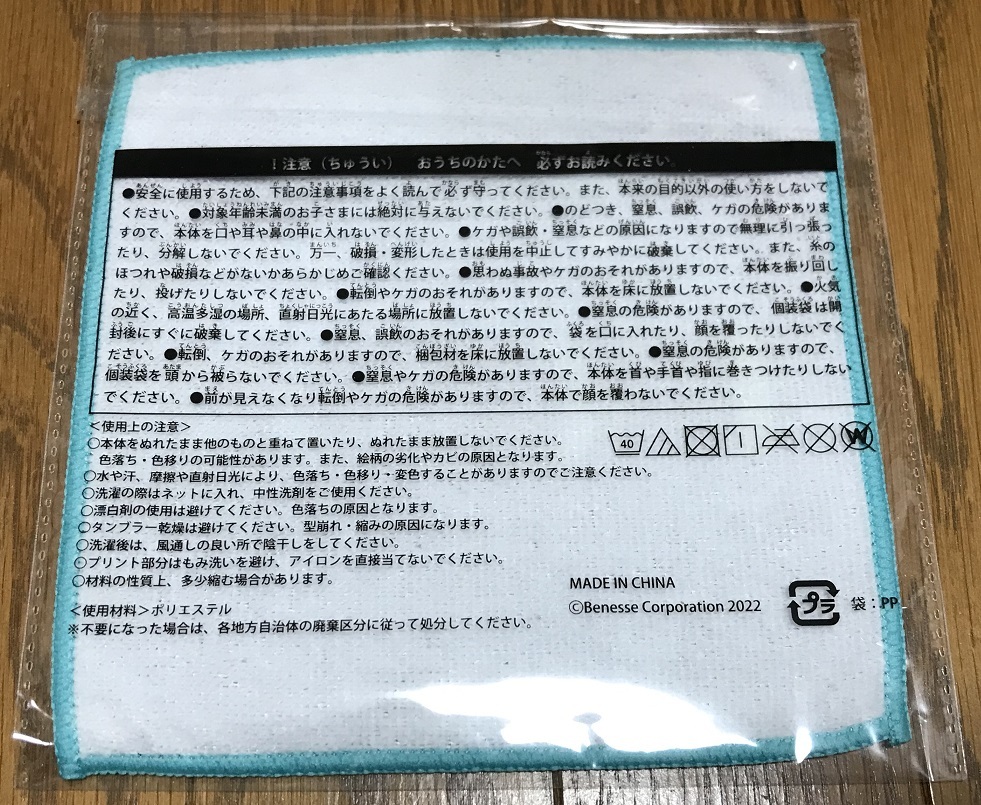 ！注意（ちゅうい）　おうちのかたへ　必ずお読みください。
●安全に使用するため、下記の注意事項をよく読んで必ず守ってください。また、本来の目的以外の使い方をしないで
ください。●対象年齢未満のお子さまには絶対に与えないでください。●のどつき、窒息、誤飲、ケガの危険がありま
すので、本体を口や耳や鼻の中に入れないでください。●ケガや誤飲・窒息などの原因になりますので無理に引っ張っ
たり、分解しないでください。万一、破損・変形したときは使用を中止してすみやかに破棄してください。また、糸の
ほつれや破損などがないかあらかじめご確認ください。●思わぬ事故やケガのおそれがありますので、本体を振り回し
たり、投げたりしないでください。●転倒やケガのおそれがありますので、本体を床に放置しないでください。●火気
の近く、高温多湿の場所、直射日光にあたる場所に放置しないでください。●窒息の危険がありますので、個装袋は開
封後にすぐに破棄してください。●窒息、誤飲のおそれがありますので、袋を口に入れたり、顔を覆ったりしないでく
ださい。●転倒、ケガのおそれがありますので、梱包材を床に放置しないでください。●窒息の危険がありますので、
個装袋を頭から被らないでください。●窒息やケガの危険がありますので、本体を首や手首や指に巻きつけたりしない
でください。●前が見えなくなり転倒やケガの危険がありますので、本体で顔を覆わないでください。
＜使用上の注意＞
○本体をぬれたまま他のものと重ねて置いたり、ぬれたまま放置しないでください。
色落ち・色移りの可能性があります。また、絵柄の劣化やカビの原因となります。
○水や汗、摩擦や直射日光により、色落ち・色移り・変色することがありますのでご注意ください。
○洗濯の際はネットに入れ、中性洗剤をご使用ください。
○漂白剤の使用は避けてください。色落ちの原因となります。
○タンブラー乾燥は避けてください。型崩れ・縮みの原因になります。
○洗濯後は、風通しの良い所で陰干しをしてください。
○プリント部分はもみ洗いを避け、アイロンを直接当てないでください。
○材料の性質上、多少縮む場合があります。
＜使用材料＞ポリエステル
※不要になった場合は、各地方自治体の廃棄区分に従って処分してください。
40
W
MADE IN CHINA
©Benesse Corporation 2022
プラ
袋：PP